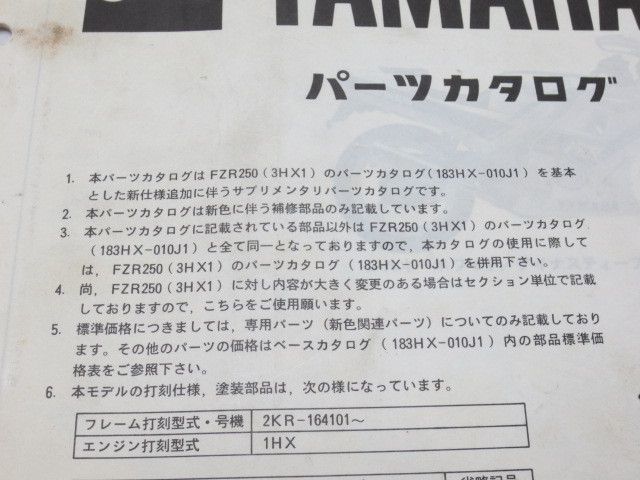 YAMAHA
パーツカタログ
1. 本パーツカタログはFZR250(3HX1)のパーツカタログ(183HX-010J1)を基本
とした新仕様追加に伴うサプリメンタリパーツカタログです。
2. 本パーツカタログは新色に伴う補修部品のみ記載しています。
3. 本パーツカタログに記載されている部品以外はFZR250(3HX1)のパーツカタログ
(183HX-010J1)と全て同一となっておりますので,本カタログの使用に際して
は,FZR250(3HX1)のパーツカタログ(183HX-010J1)を併用下さい。
4. 尚,FZR250(3HX1)に対し内容が大きく変更のある場合はセクション単位で記載
しておりますので,こちらをご使用願います。
5. 標準価格につきましては,専用パーツ(新色関連パーツ)についてのみ記載しており
ます。その他のパーツの価格はベースカタログ(183HX-010J1)内の部品標準価
格表をご参照下さい。
6. 本モデルの打刻仕様,塗装部品は,次の様になっています。
フレーム打刻型式・号機 2KR-164101~
エンジン打刻型式 1HX